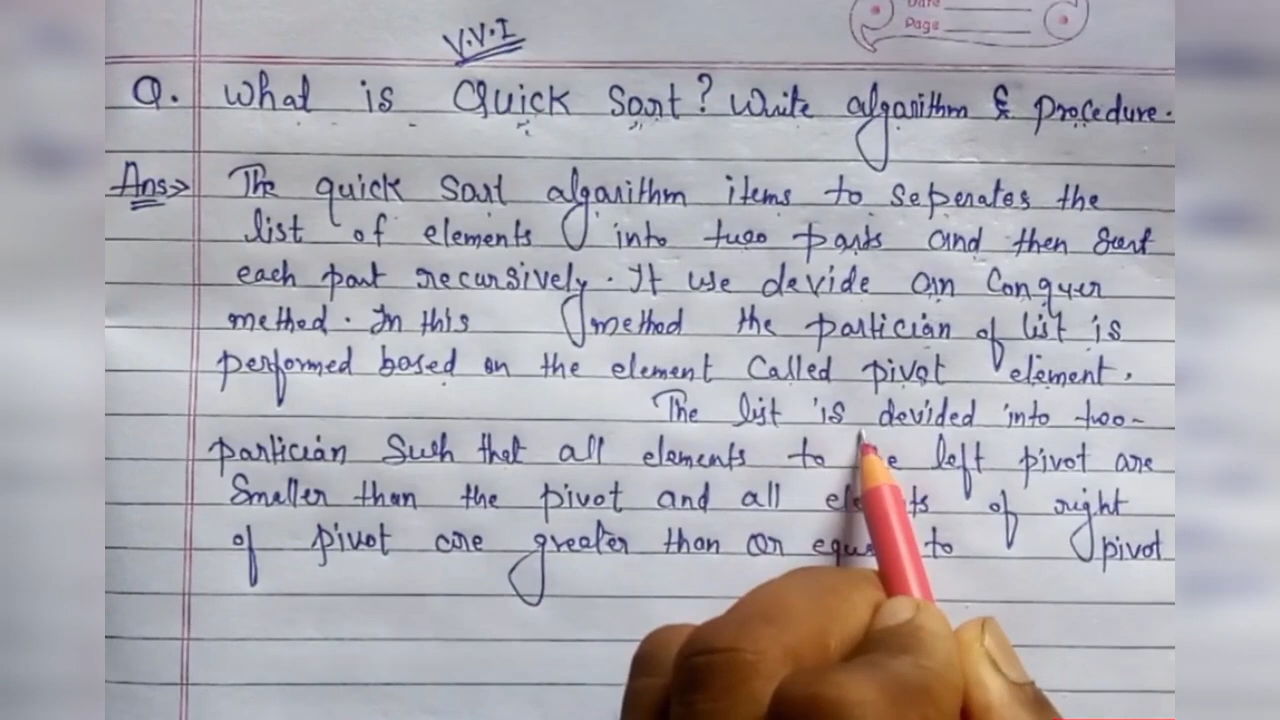 Date
Page
V.V.I
Q. What is Quick Sort? Write algorithm & procedure.
Ans⇒ The quick Sort algorithm items to seperates the
list of elements into two parts and then Sort
each part recursively. It use devide an Conquer
method. In this method the partician of list is
performed based on the element Called pivot element.
The list is devided into two-
partician Such that all elements to left pivot are
Smaller than the pivot and all of right
of pivot are greater than or to pivot